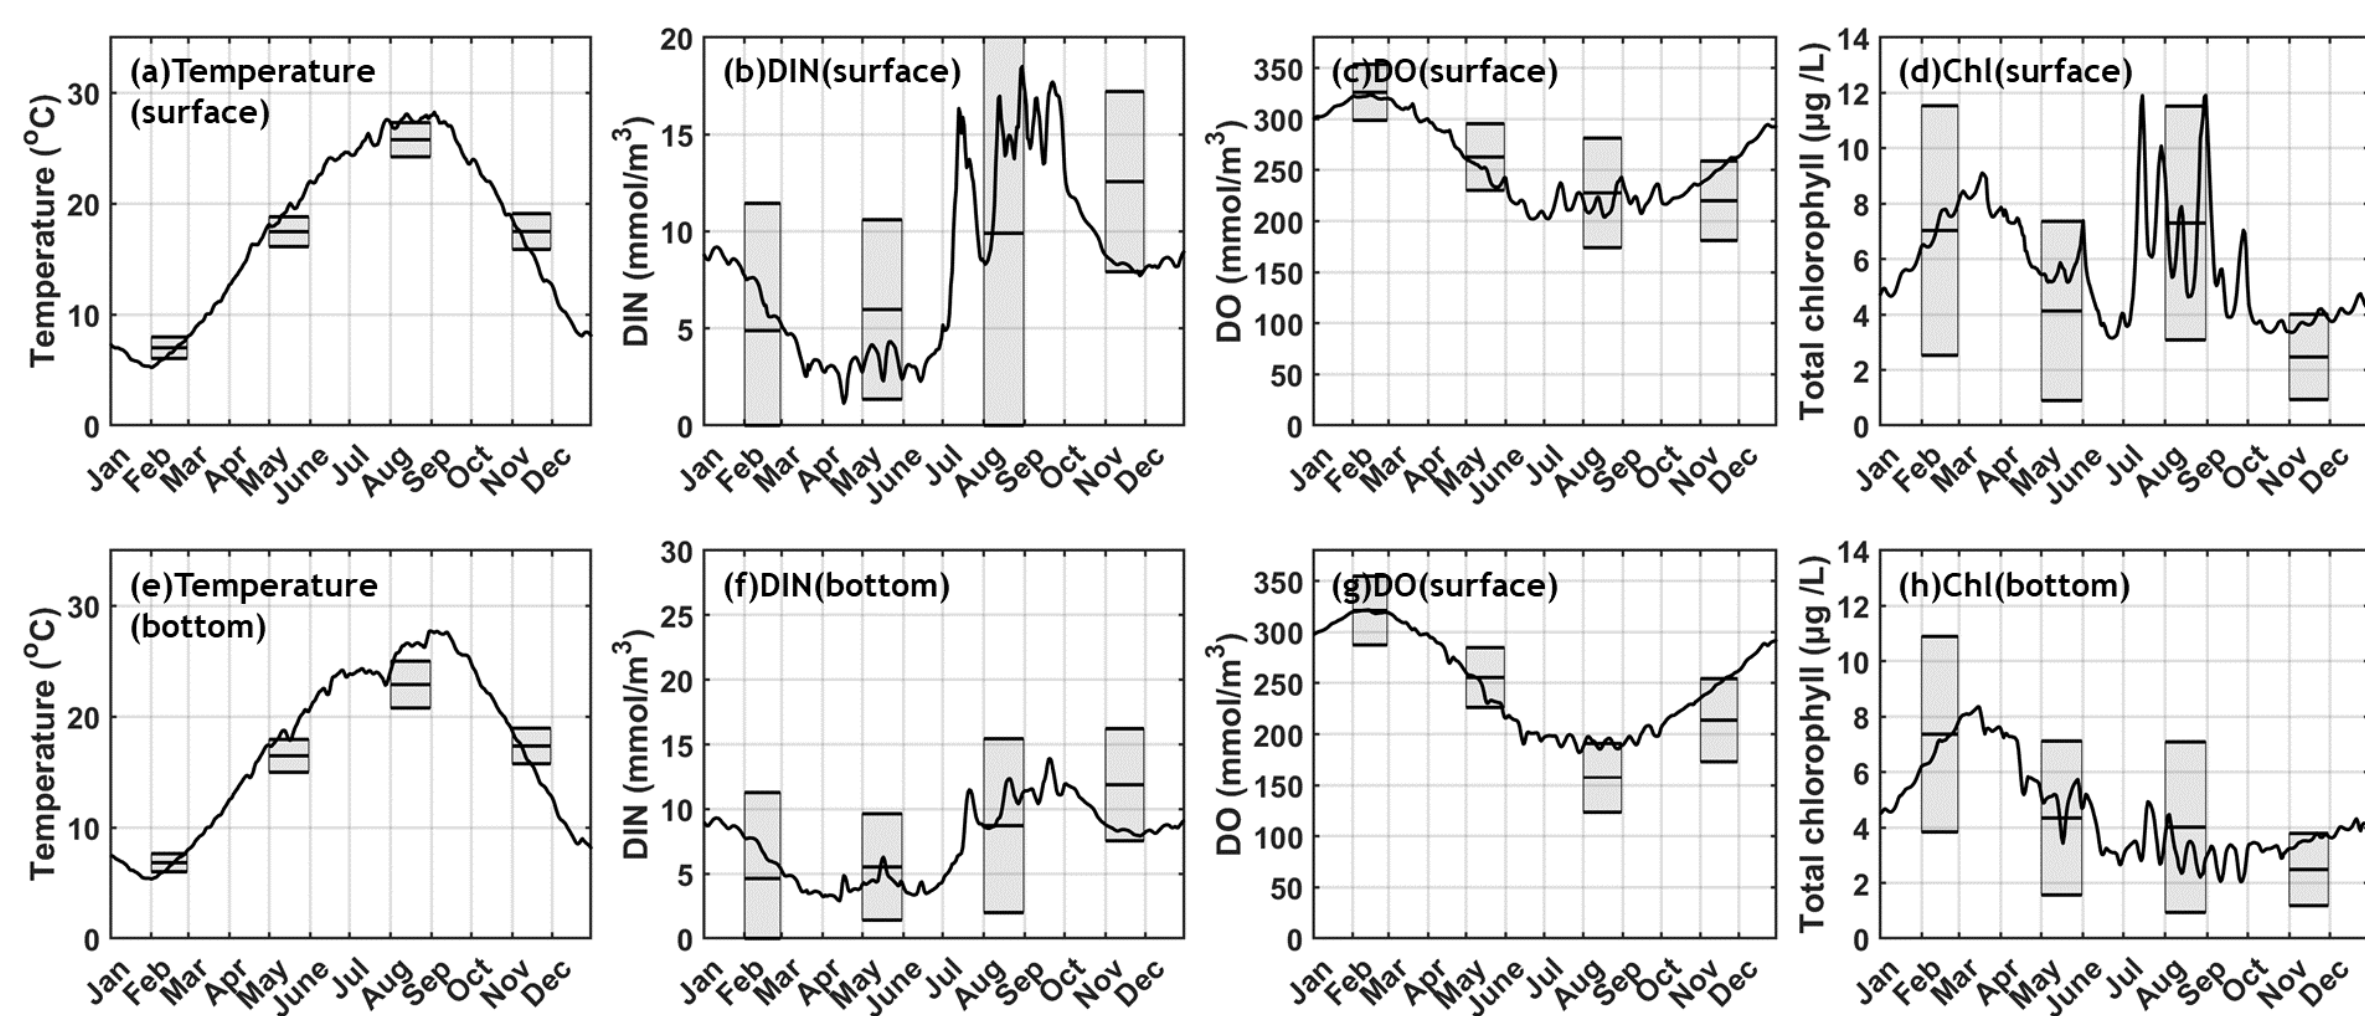 (a)Temperature
(surface)
Temperature (°C)
30
20
10
0
Jan Feb Mar Apr May June Jul Aug Sep Oct Nov Dec
(b)DIN(surface)
DIN (mmol/m³)
20
15
10
5
0
Jan Feb Mar Apr May June Jul Aug Sep Oct Nov Dec
(c)DO(surface)
DO (mmol/m³)
350
300
250
200
150
100
50
0
Jan Feb Mar Apr May June Jul Aug Sep Oct Nov Dec
(d)Chl(surface)
Total chlorophyll (µg /L)
14
12
10
8
6
4
2
0
Jan Feb Mar Apr May June Jul Aug Sep Oct Nov Dec
(e)Temperature
(bottom)
Temperature (°C)
30
20
10
0
Jan Feb Mar Apr May June Jul Aug Sep Oct Nov Dec
(f)DIN(bottom)
DIN (mmol/m³)
30
25
20
15
10
5
0
Jan Feb Mar Apr May June Jul Aug Sep Oct Nov Dec
(g)DO(surface)
DO (mmol/m³)
350
300
250
200
150
100
50
0
Jan Feb Mar Apr May June Jul Aug Sep Oct Nov Dec
(h)Chl(bottom)
Total chlorophyll (µg /L)
14
12
10
8
6
4
2
0
Jan Feb Mar Apr May June Jul Aug Sep Oct Nov Dec